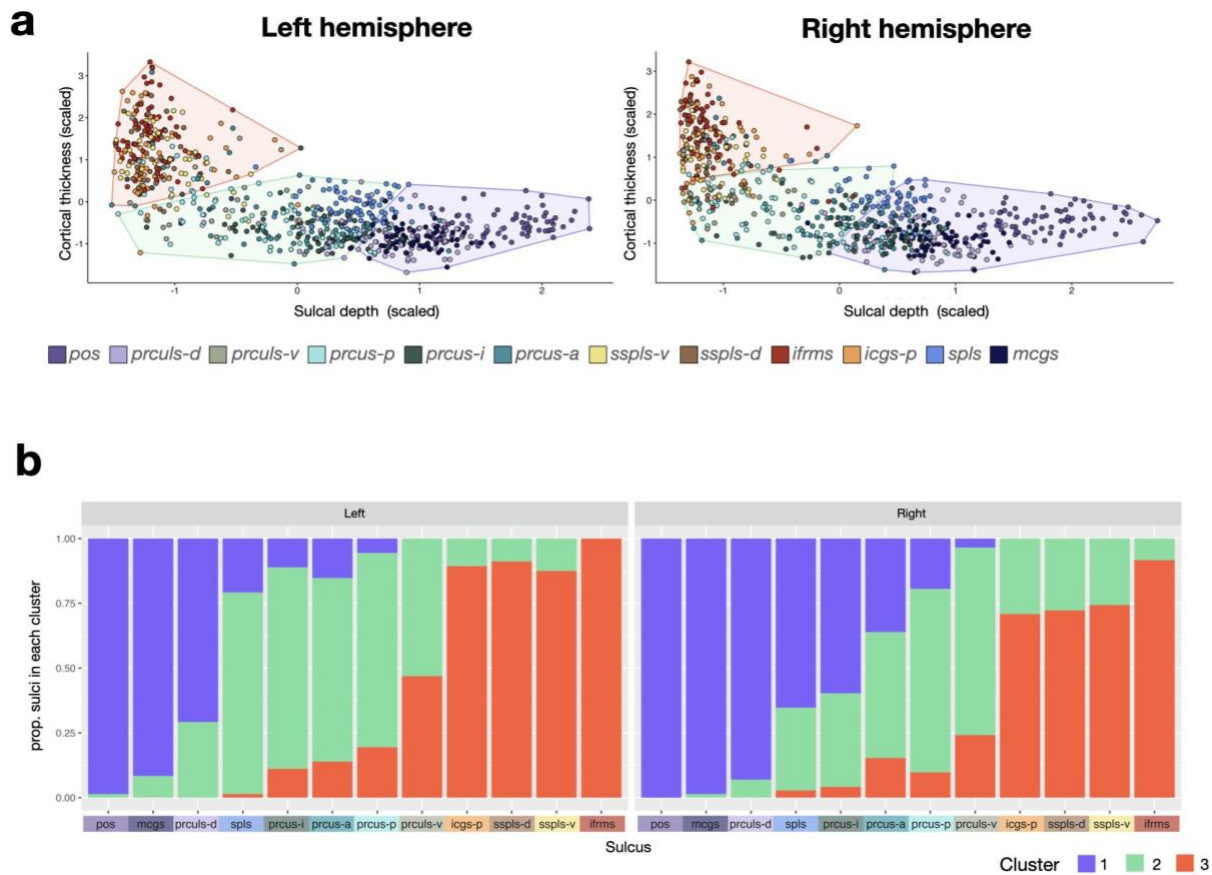 a
Left hemisphere
Right hemisphere
Cortical thickness (scaled)
3
2
1
0
-1
-1
0
1
2
Sulcal depth (scaled)
Cortical thickness (scaled)
3
2
1
0
-1
-1
0
1
2
Sulcal depth (scaled)
pos prculs-d prculs-v prcus-p prcus-i prcus-a sspls-v sspls-d ifrms icgs-p spls mcgs
b
Left
Right
prop. sulci in each cluster
1.00
0.75
0.50
0.25
0.00
pos mcgs prculs-d spls prcus-i prcus-a prcus-p prculs-v icgs-p sspls-d sspls-v ifrms
pos mcgs prculs-d spls prcus-i prcus-a prcus-p prculs-v icgs-p sspls-d sspls-v ifrms
Sulcus
Cluster 1 2 3